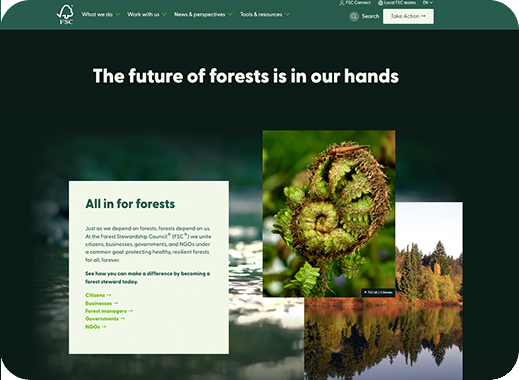 FSC Connect Local FSC teams EN
FSC What we do Work with us News & perspectives Tools & resources Search Take Action →
The future of forests is in our hands
All in for forests
Just as we depend on forests, forests depend on us.
At the Forest Stewardship Council® (FSC®) we unite
citizens, businesses, governments, and NGOs under
a common goal: protecting healthy, resilient forests
for all, forever.
See how you can make a difference by becoming a
forest steward today.
Citizens →
Businesses →
Forest managers →
Governments →
NGOs →